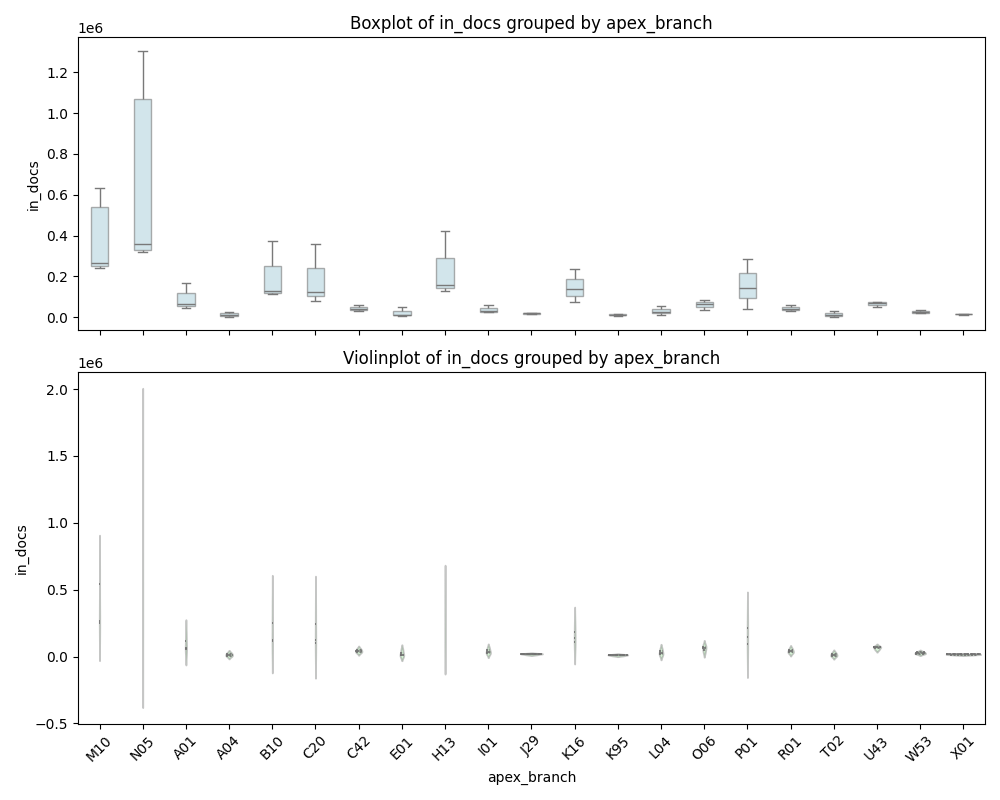 Boxplot of in_docs grouped by apex_branch
1e6
1.2
1.0
0.8
0.6
0.4
0.2
0.0
in_docs
Violinplot of in_docs grouped by apex_branch
1e6
2.0
1.5
1.0
0.5
0.0
−0.5
in_docs
M10 N05 A01 A04 B10 C20 C42 E01 H13 I01 J29 K16 K95 L04 O06 P01 R01 T02 U43 W53 X01
apex_branch